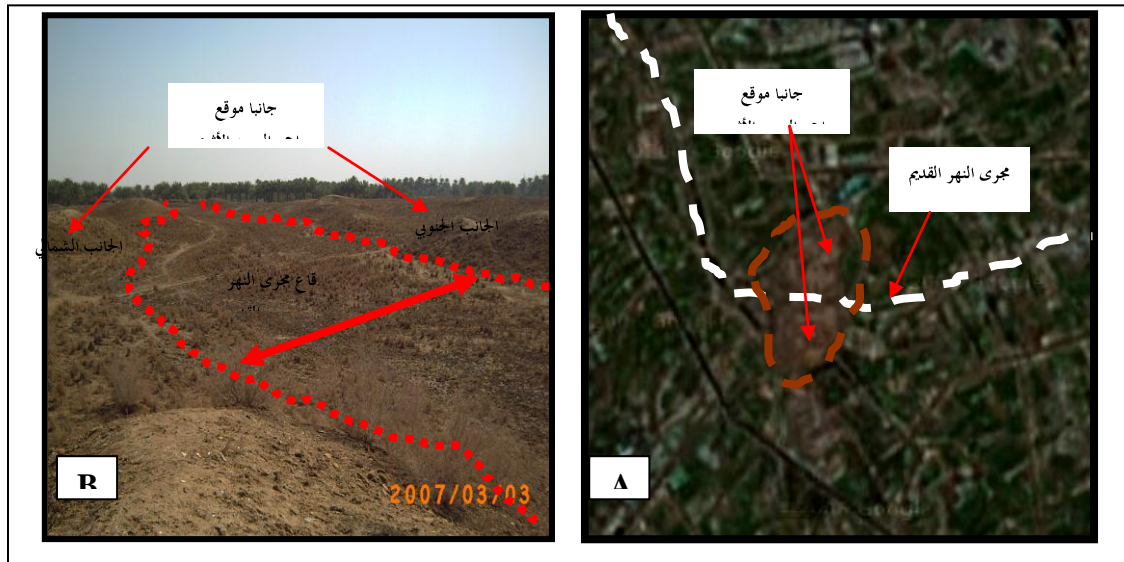 جانبا موقع
الجانب الجنوبي
الجانب الشمالي
قاع مجرى النهر
B
2007/03/03
جانبا موقع
مجرى النهر القديم
A